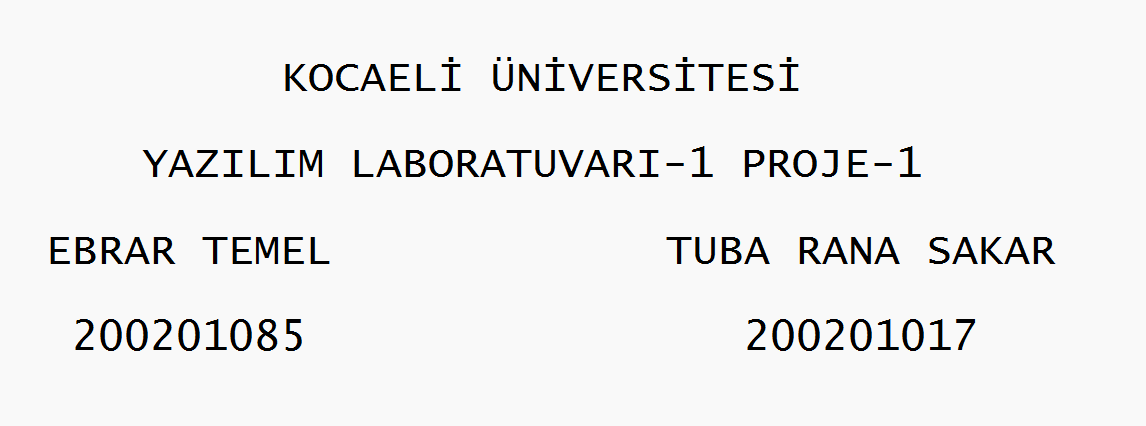 KOCAELİ ÜNİVERSİTESİ
YAZILIM LABORATUVARI-1 PROJE-1
EBRAR TEMEL TUBA RANA SAKAR
200201085 200201017